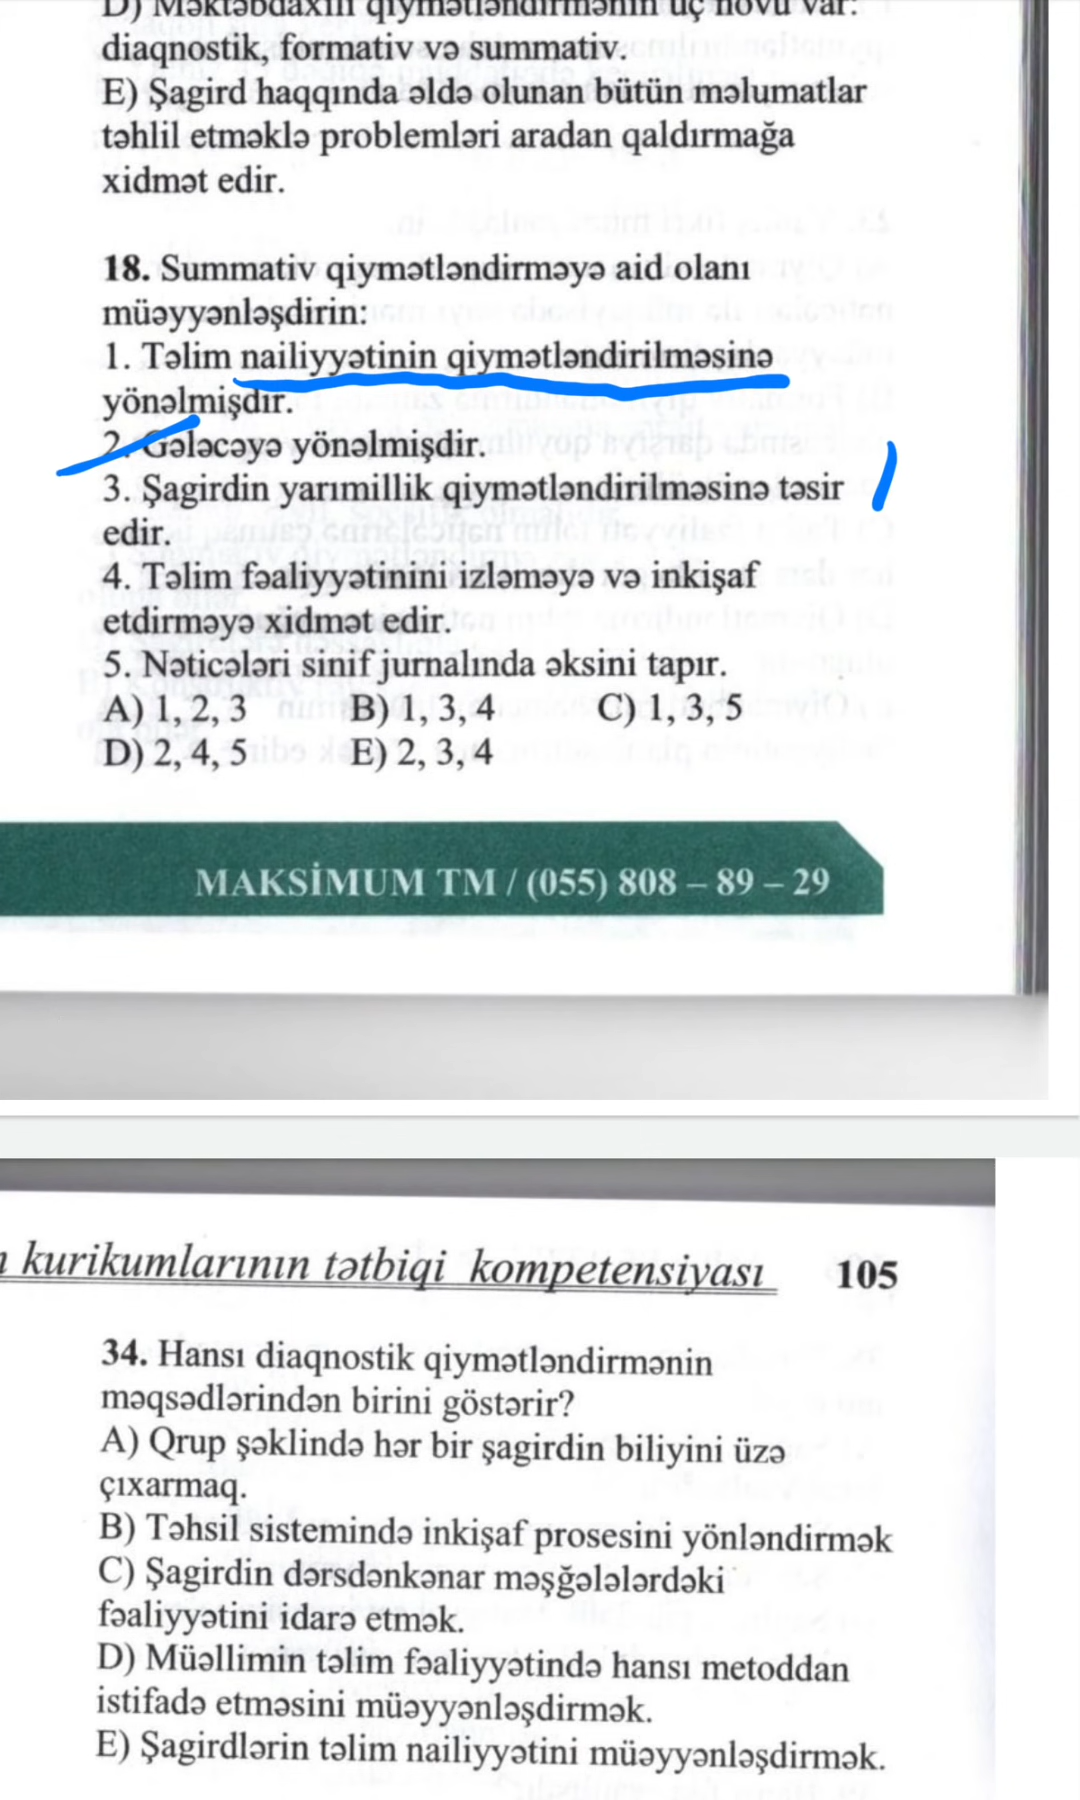 D) Məktəbdaxili qiymətləndirmənin üç növü var:
diaqnostik, formativ və summativ.
E) Şagird haqqında əldə olunan bütün məlumatlar
təhlil etməklə problemləri aradan qaldırmağa
xidmət edir.
18. Summativ qiymətləndirməyə aid olanı
müəyyənləşdirin:
1. Təlim nailiyyətinin qiymətləndirilməsinə
yönəlmişdir.
2. Gələcəyə yönəlmişdir.
3. Şagirdin yarımillik qiymətləndirilməsinə təsir
edir.
4. Təlim fəaliyyətinini izləməyə və inkişaf
etdirməyə xidmət edir.
5. Nəticələri sinif jurnalında əksini tapır.
A) 1, 2, 3 B) 1, 3, 4 C) 1, 3, 5
D) 2, 4, 5 E) 2, 3, 4
MAKSİMUM TM / (055) 808 – 89 – 29
kurikumlarının tətbiqi kompetensiyası 105
34. Hansı diaqnostik qiymətləndirmənin
məqsədlərindən birini göstərir?
A) Qrup şəklində hər bir şagirdin biliyini üzə
çıxarmaq.
B) Təhsil sistemində inkişaf prosesini yönləndirmək
C) Şagirdin dərsdənkənar məşğələlərdəki
fəaliyyətini idarə etmək.
D) Müəllimin təlim fəaliyyətində hansı metoddan
istifadə etməsini müəyyənləşdirmək.
E) Şagirdlərin təlim nailiyyətini müəyyənləşdirmək.